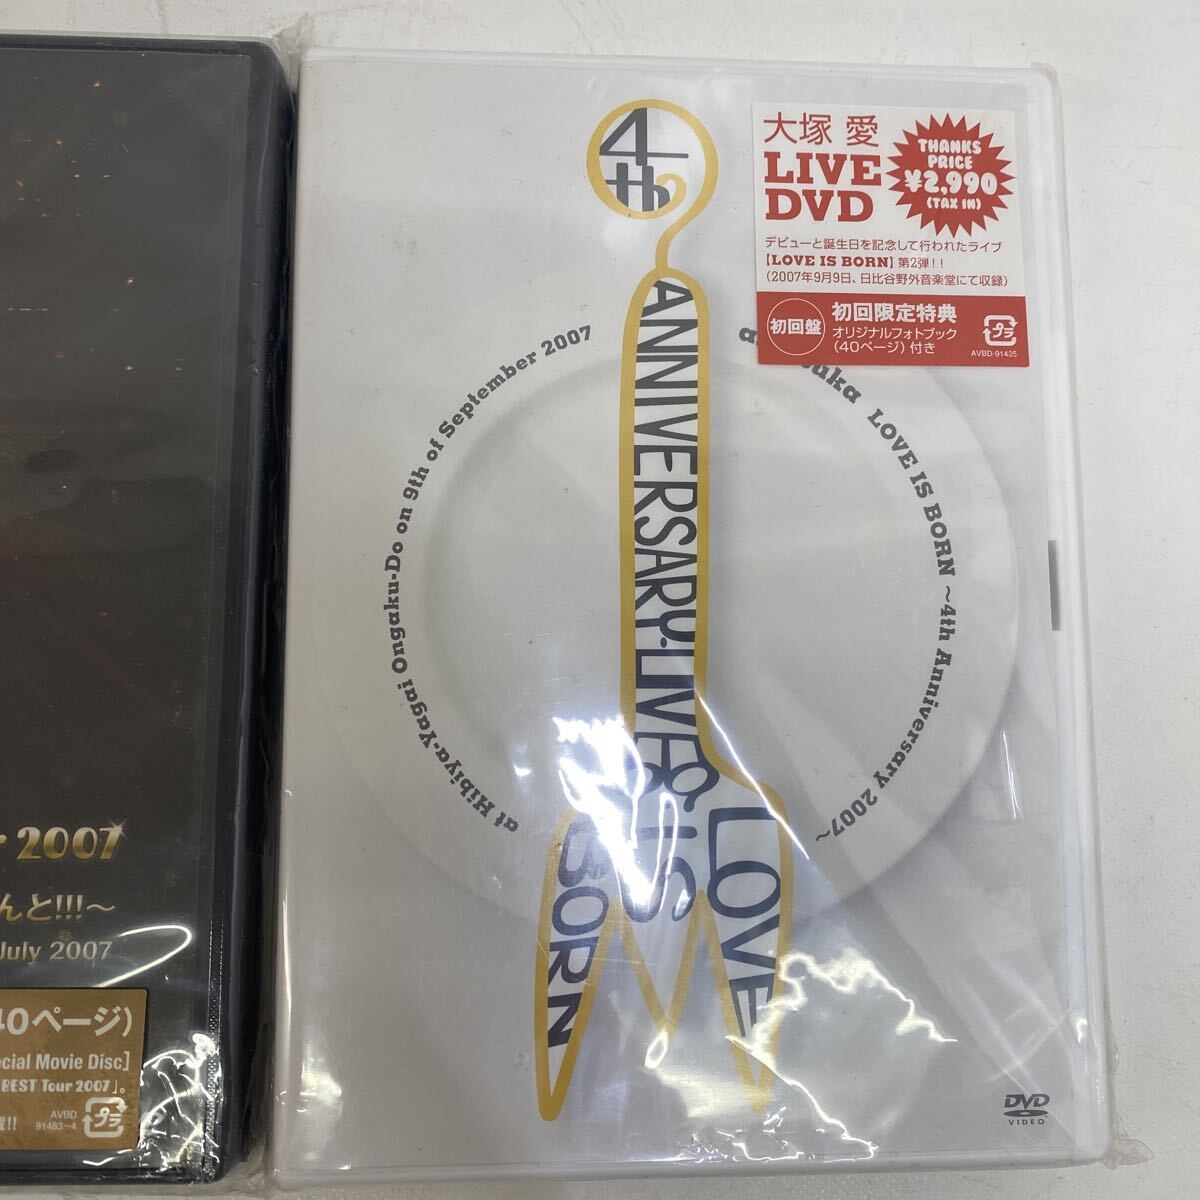 2007
んと!!!～
July 2007
40ページ)
cial Movie Disc]
BEST Tour 2007」。
!!
AVBD
91483-4
プラ
4th
ANNIVERSARY LIVE
LOVE
IS
BORN
大塚 愛
LIVE
DVD
THANKS
PRICE
¥2,990
(TAX IN)
デビューと誕生日を記念して行われたライブ
【LOVE IS BORN】第2弾!!
(2007年9月9日、日比谷野外音楽堂にて収録)
初回盤
初回限定特典
オリジナルフォトブック
(40ページ)付き
プラ
AVBD-91495
LOVE IS BORN ～4th Anniversary 2007～
at Hibiya-Yagai Ongaku-Do on 9th of September 2007
DVD
VIDEO